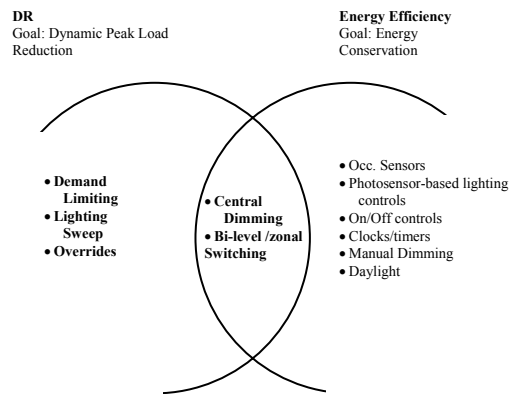 DR
Goal: Dynamic Peak Load
Reduction
Energy Efficiency
Goal: Energy
Conservation
• Demand
Limiting
• Lighting
Sweep
• Overrides
• Central
Dimming
• Bi-level /zonal
Switching
• Occ. Sensors
• Photosensor-based lighting
controls
• On/Off controls
• Clocks/timers
• Manual Dimming
• Daylight